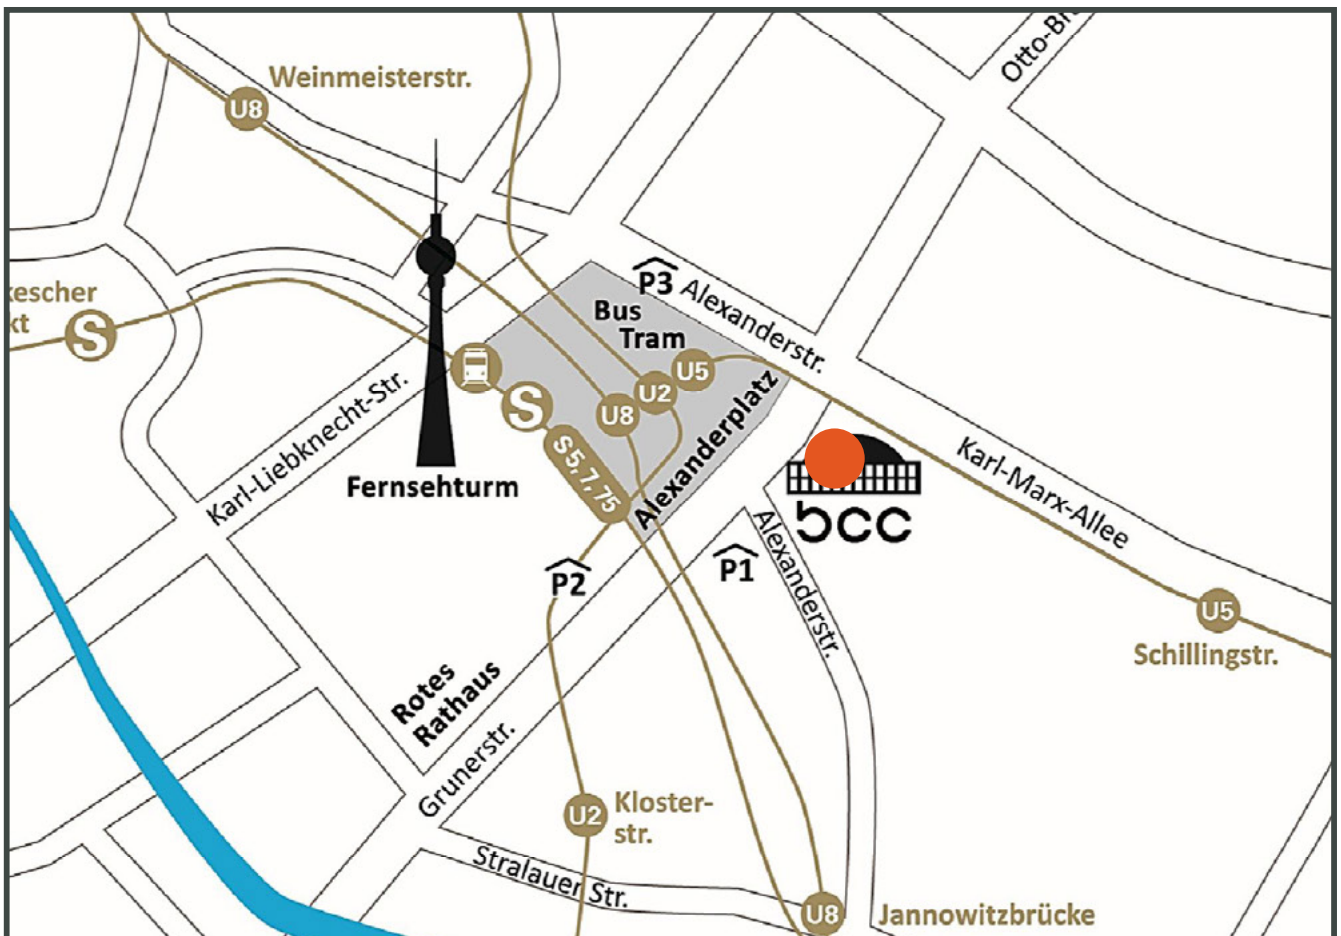 Otto-Br
Weinmeisterstr.
U8
P3
Alexanderstr.
Bus
Tram
kescher
kt
S
U5
U2
U8
S
S 5, 7, 75
Alexanderplatz
Karl-Liebknecht-Str.
Fernsehturm
Karl-Marx-Allee
bcc
Alexanderstr.
P1
P2
U5
Schillingstr.
Rotes
Rathaus
Grunerstr.
U2
Kloster-
str.
Stralauer Str.
U8
Jannowitzbrücke